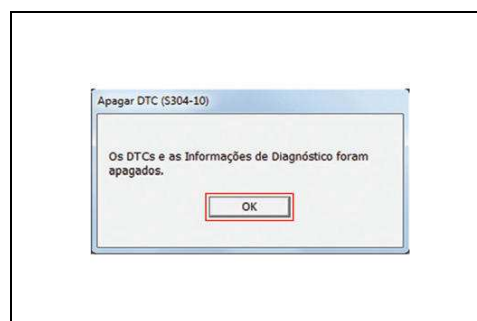 Apagar DTC (S304-10)
Os DTCs e as Informações de Diagnóstico foram
apagados.
OK